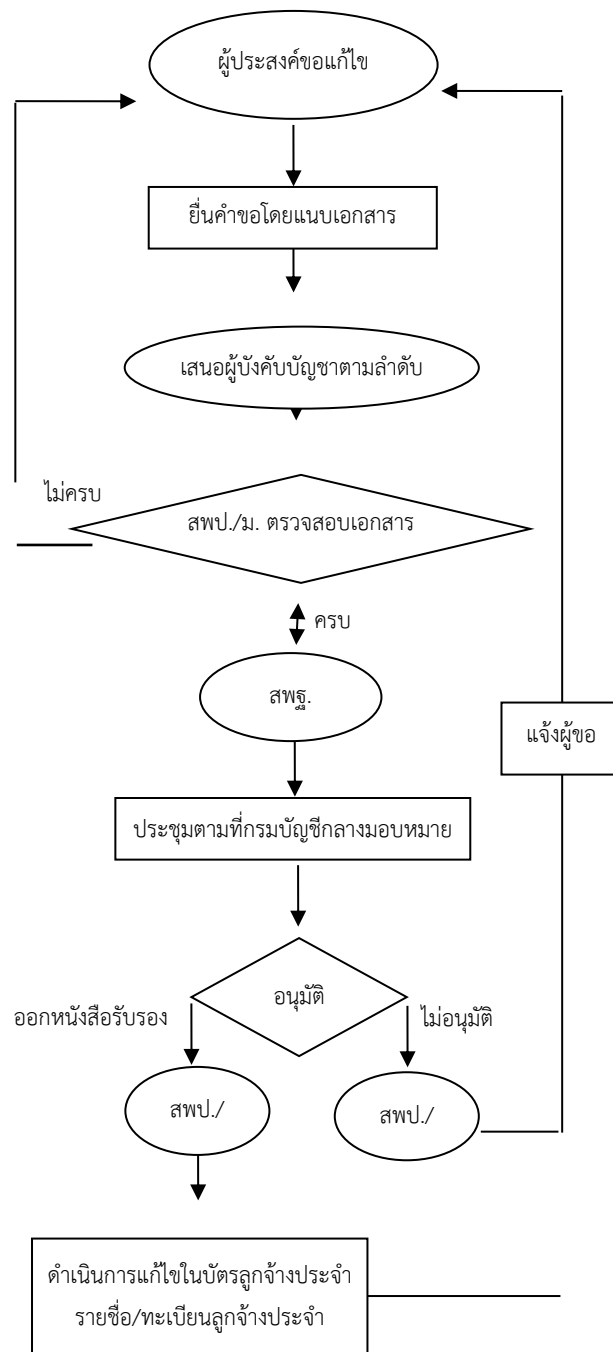 ผู้ประสงค์ขอแก้ไข
ยื่นคำขอโดยแนบเอกสาร
เสนอผู้บังคับบัญชาตามลำดับ
ไม่ครบ
สพป./ม. ตรวจสอบเอกสาร
ครบ
สพฐ.
แจ้งผู้ขอ
ประชุมตามที่กรมบัญชีกลางมอบหมาย
อนุมัติ
ออกหนังสือรับรอง
ไม่อนุมัติ
สพป./
สพป./
ดำเนินการแก้ไขในบัตรลูกจ้างประจำ
รายชื่อ/ทะเบียนลูกจ้างประจำ